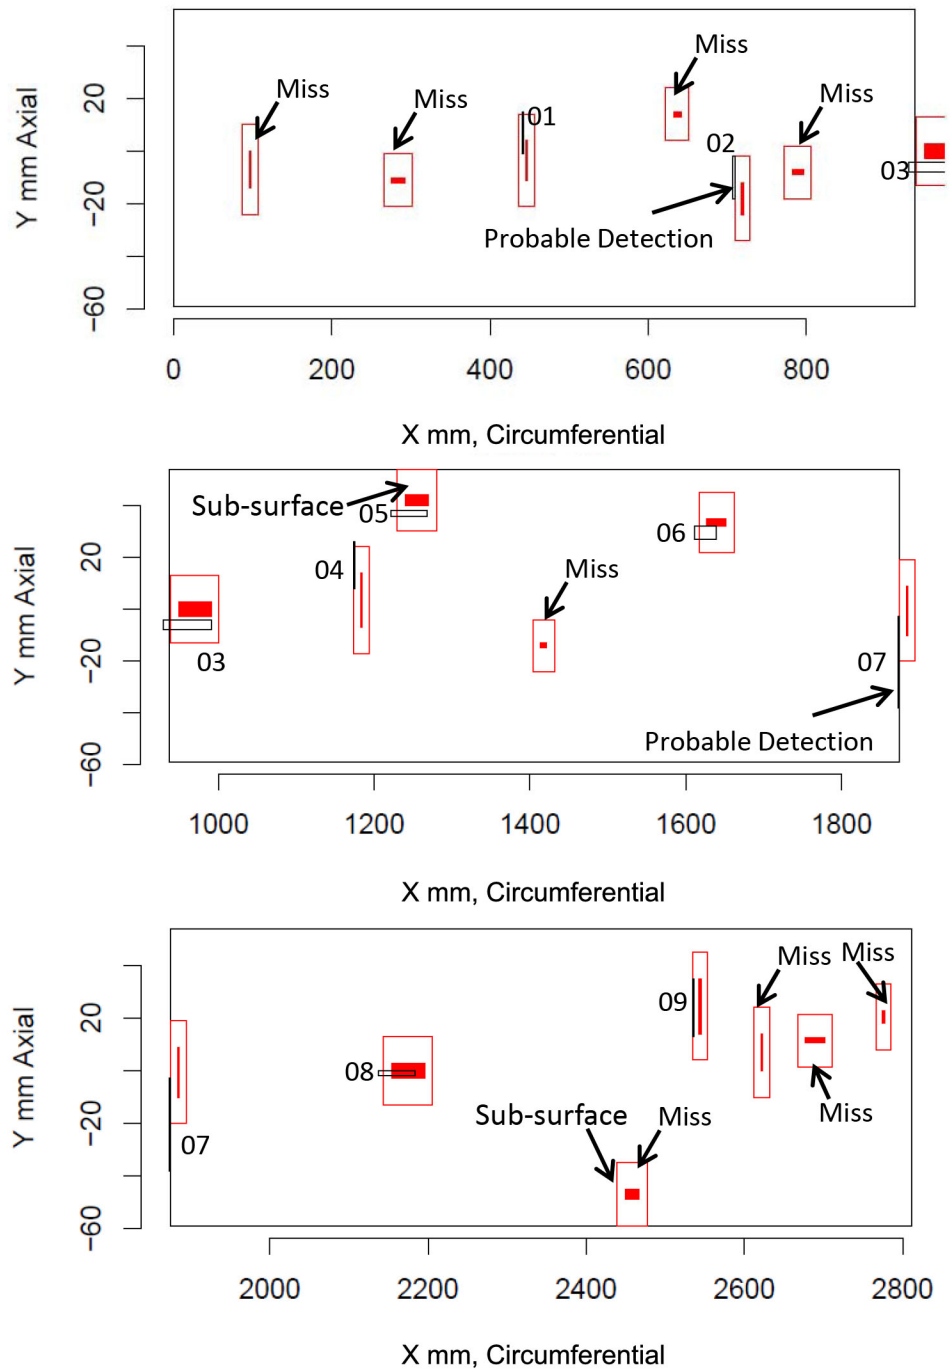 Miss
Miss
01
Miss
Miss
02
03
Probable Detection
Y mm Axial
20
−20
−60
0 200 400 600 800
X mm, Circumferential
Sub-surface
05
04
06
Miss
03
07
Probable Detection
Y mm Axial
20
−20
−60
1000 1200 1400 1600 1800
X mm, Circumferential
Miss Miss
09
08
Sub-surface Miss
Miss
07
Y mm Axial
20
−20
−60
2000 2200 2400 2600 2800
X mm, Circumferential